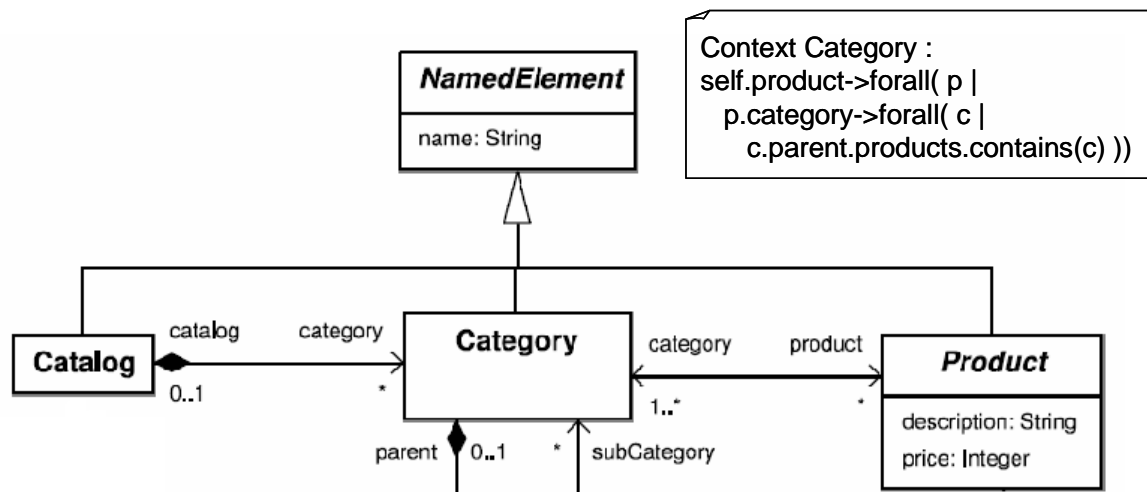 Context Category :
self.product->forall( p |
p.category->forall( c |
c.parent.products.contains(c) ))
NamedElement
name: String
catalog
category
Catalog
0..1
*
Category
category
product
1..*
*
Product
description: String
price: Integer
parent
0..1
*
subCategory